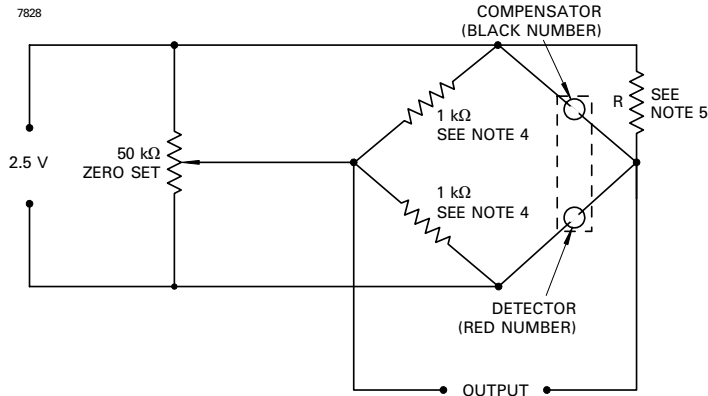 7828
COMPENSATOR
(BLACK NUMBER)
R
SEE
NOTE 5
1 kΩ
SEE NOTE 4
2.5 V
50 kΩ
ZERO SET
1 kΩ
SEE NOTE 4
DETECTOR
(RED NUMBER)
OUTPUT